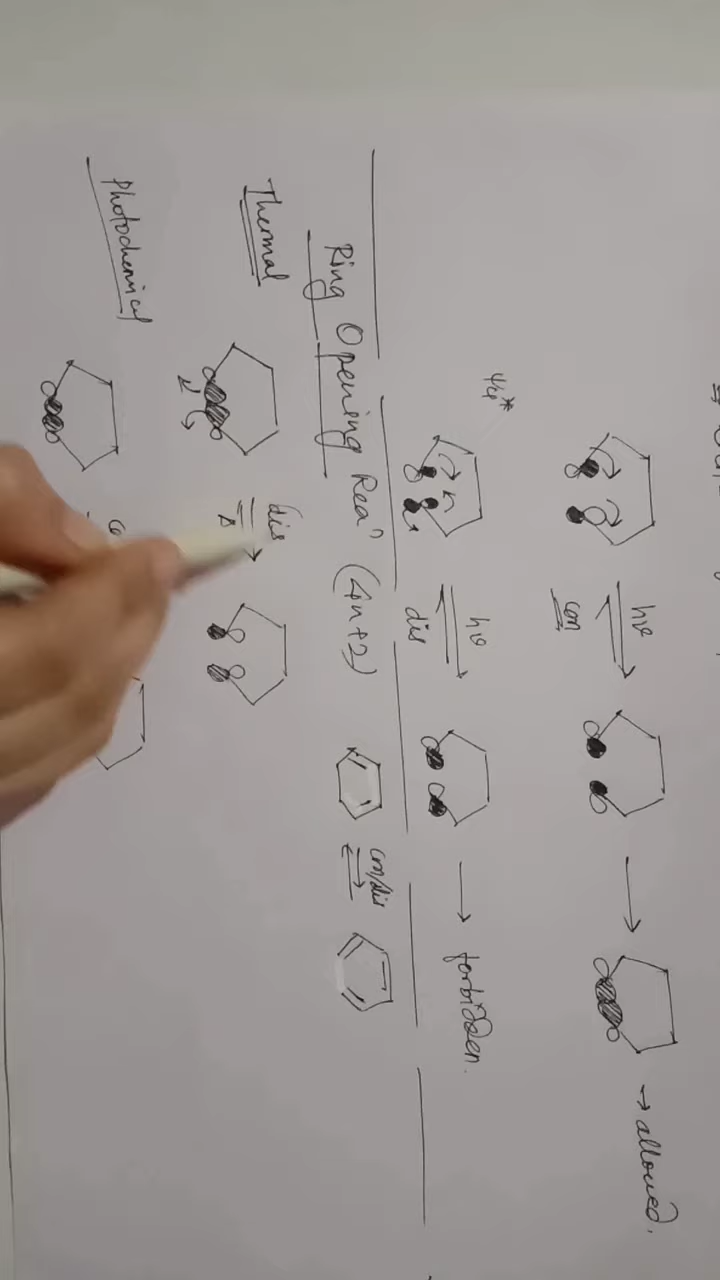 hν
con
→ allowed.
ψ4*
hν
dis
→ forbidden.
Ring Opening Reaⁿ (4n+2)
con/dis
Thermal
dis
Δ
Photochemical